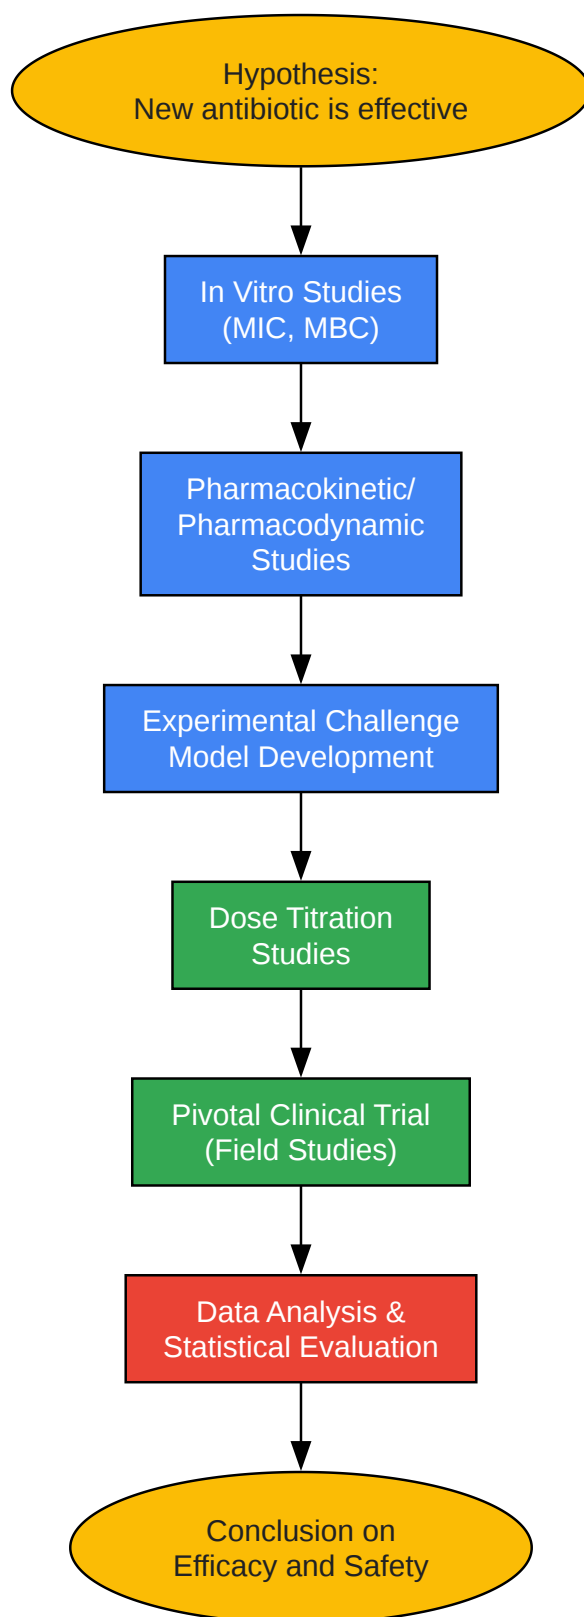 Hypothesis:
New antibiotic is effective
In Vitro Studies
(MIC, MBC)
Pharmacokinetic/
Pharmacodynamic
Studies
Experimental Challenge
Model Development
Dose Titration
Studies
Pivotal Clinical Trial
(Field Studies)
Data Analysis &
Statistical Evaluation
Conclusion on
Efficacy and Safety